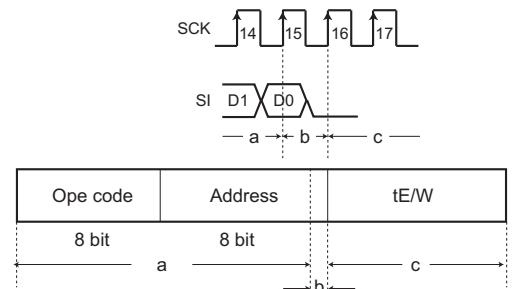 SCK 14 15 16 17
SI D1 D0
a b c
Ope code Address tE/W
8 bit 8 bit
a c
b